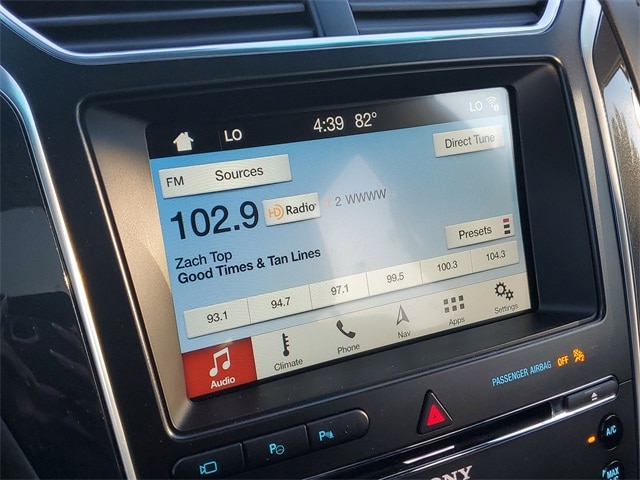 LO 4:39 82° LO
FM Sources Direct Tune
102.9 HD Radio 2 WWWW
Zach Top
Good Times & Tan Lines
Presets
93.1 94.7 97.1 99.5 100.3 104.3
Audio Climate Phone Nav Apps Settings
PASSENGER AIRBAG OFF
P P
A/C
SONY
MAX